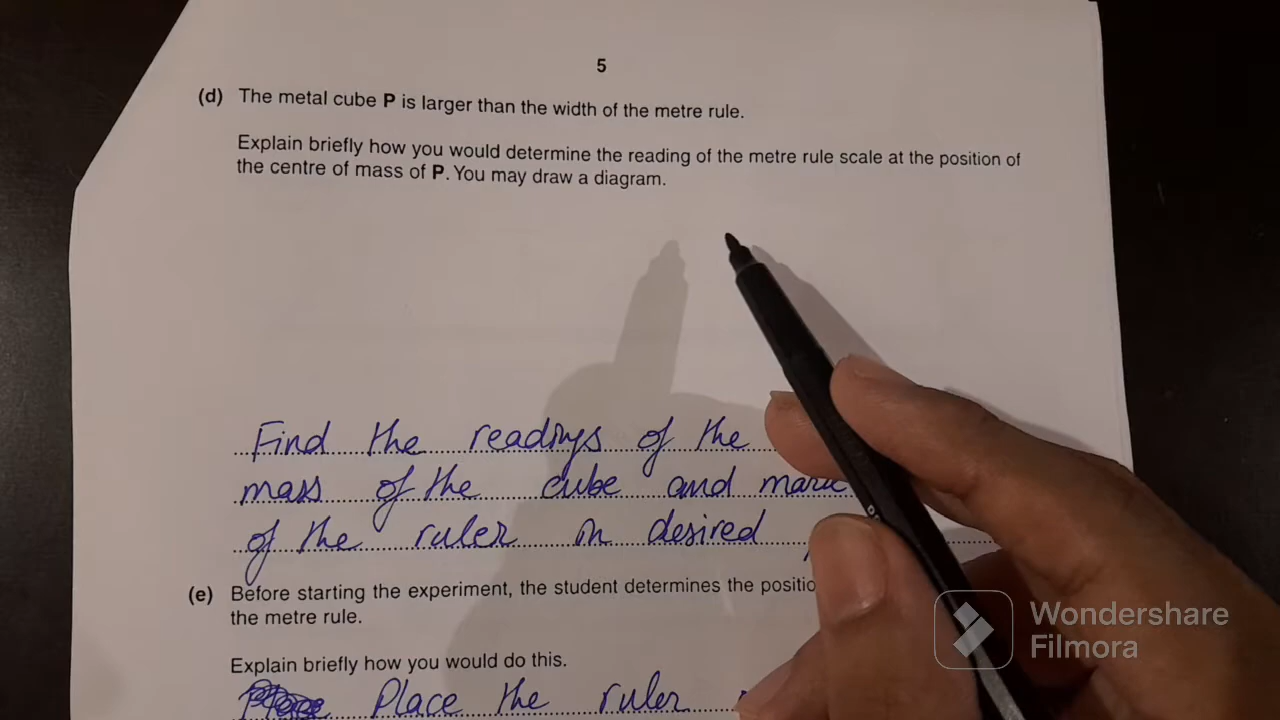 5
(d) The metal cube P is larger than the width of the metre rule.
Explain briefly how you would determine the reading of the metre rule scale at the position of
the centre of mass of P. You may draw a diagram.
Find the readings of the
mass of the cube and mark
of the ruler in desired
(e) Before starting the experiment, the student determines the
the metre rule.
Explain briefly how you would do this.
Place the ruler
Wondershare
Filmora